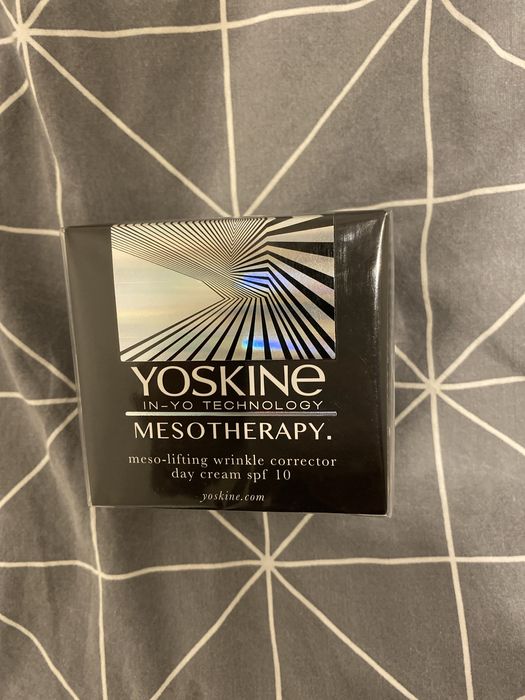 YOSKINE
IN-YO TECHNOLOGY
MESOTHERAPY.
meso-lifting wrinkle corrector
day cream spf 10
yoskine.com